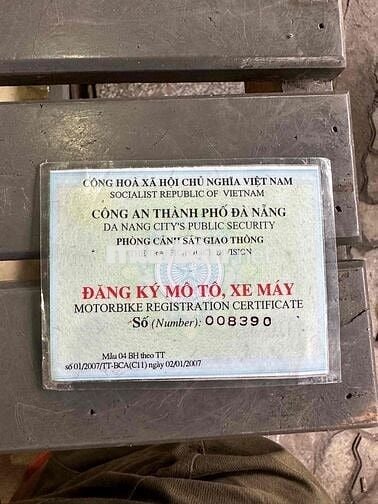 CỘNG HOÀ XÃ HỘI CHỦ NGHĨA VIỆT NAM
SOCIALIST REPUBLIC OF VIETNAM
CÔNG AN THÀNH PHỐ ĐÀ NẴNG
DA NANG CITY'S PUBLIC SECURITY
PHÒNG CẢNH SÁT GIAO THÔNG
DIVISION
ĐĂNG KÝ MÔ TÔ, XE MÁY
MOTORBIKE REGISTRATION CERTIFICATE
Số (Number): 008390
Mẫu 04 BH theo TT
số 01/2007/TT-BCA(C11) ngày 02/01/2007